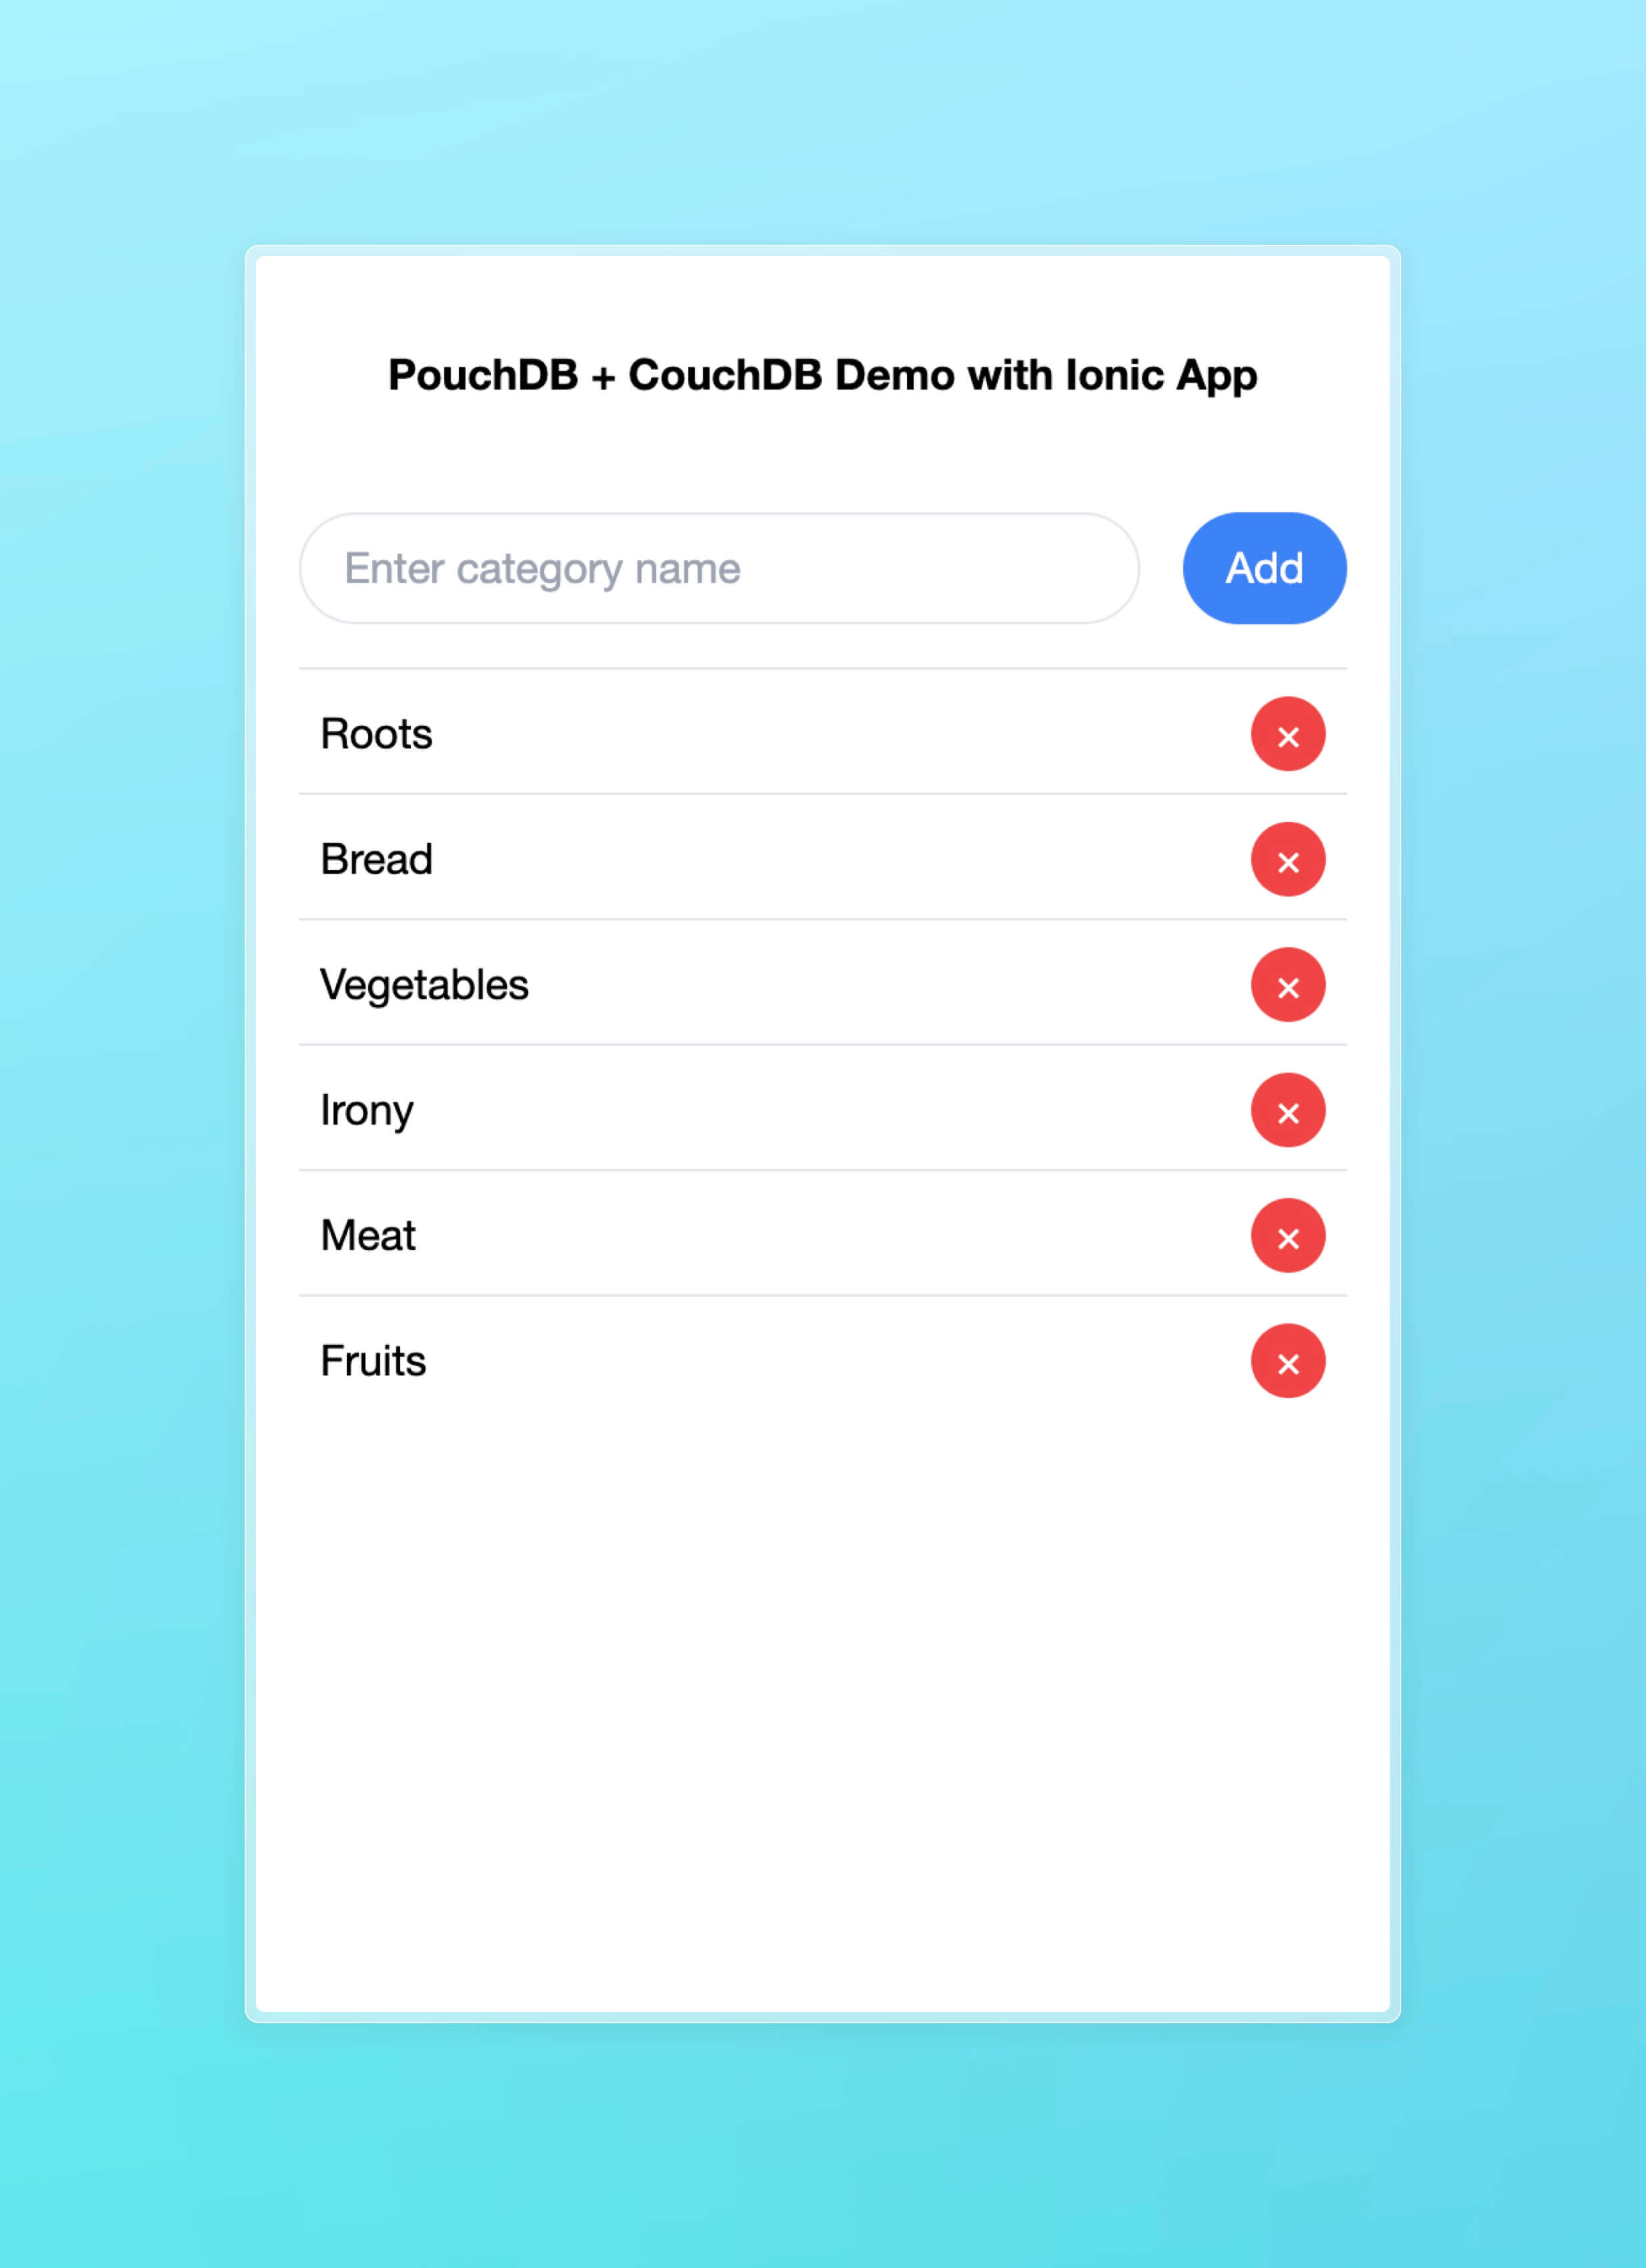 PouchDB + CouchDB Demo with Ionic App
Enter category name
Add
Roots
×
Bread
×
Vegetables
×
Irony
×
Meat
×
Fruits
×